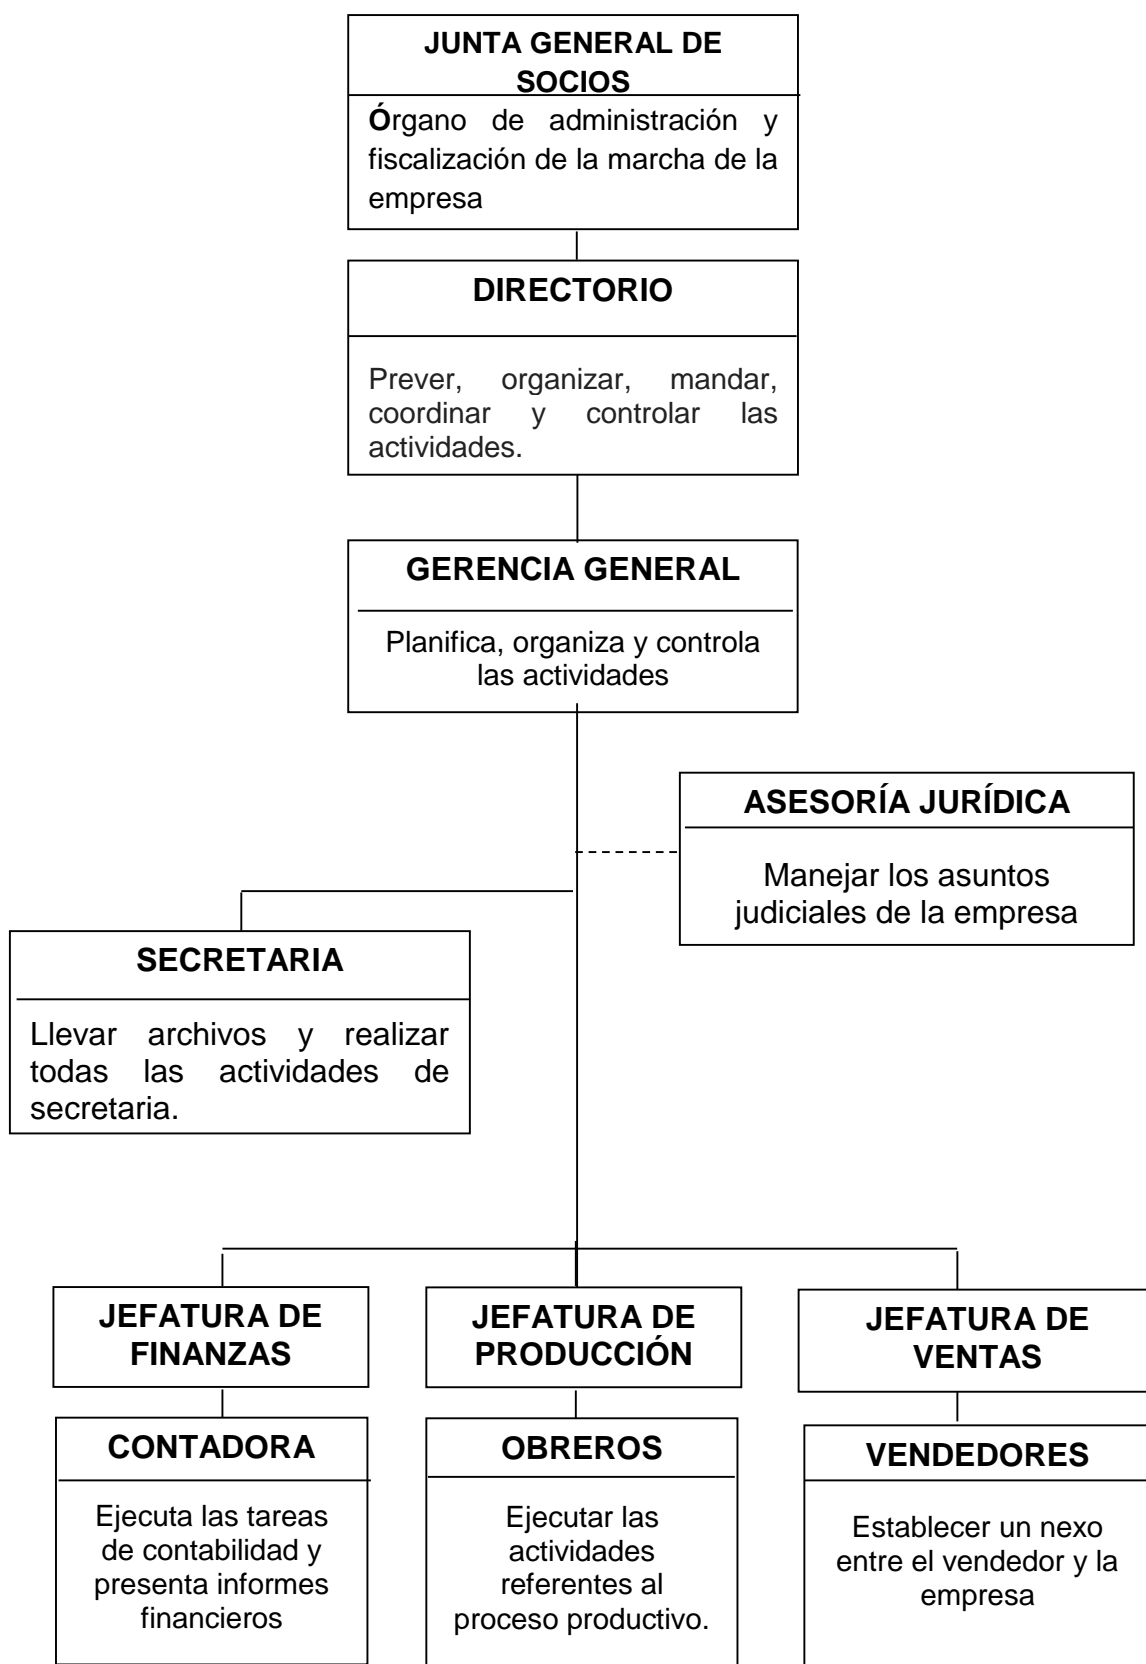 JUNTA GENERAL DE
SOCIOS
Órgano de administración y
fiscalización de la marcha de la
empresa
DIRECTORIO
Prever, organizar, mandar,
coordinar y controlar las
actividades.
GERENCIA GENERAL
Planifica, organiza y controla
las actividades
ASESORÍA JURÍDICA
Manejar los asuntos
judiciales de la empresa
SECRETARIA
Llevar archivos y realizar
todas las actividades de
secretaria.
JEFATURA DE
FINANZAS
JEFATURA DE
PRODUCCIÓN
JEFATURA DE
VENTAS
CONTADORA
Ejecuta las tareas
de contabilidad y
presenta informes
financieros
OBREROS
Ejecutar las
actividades
referentes al
proceso productivo.
VENDEDORES
Establecer un nexo
entre el vendedor y la
empresa